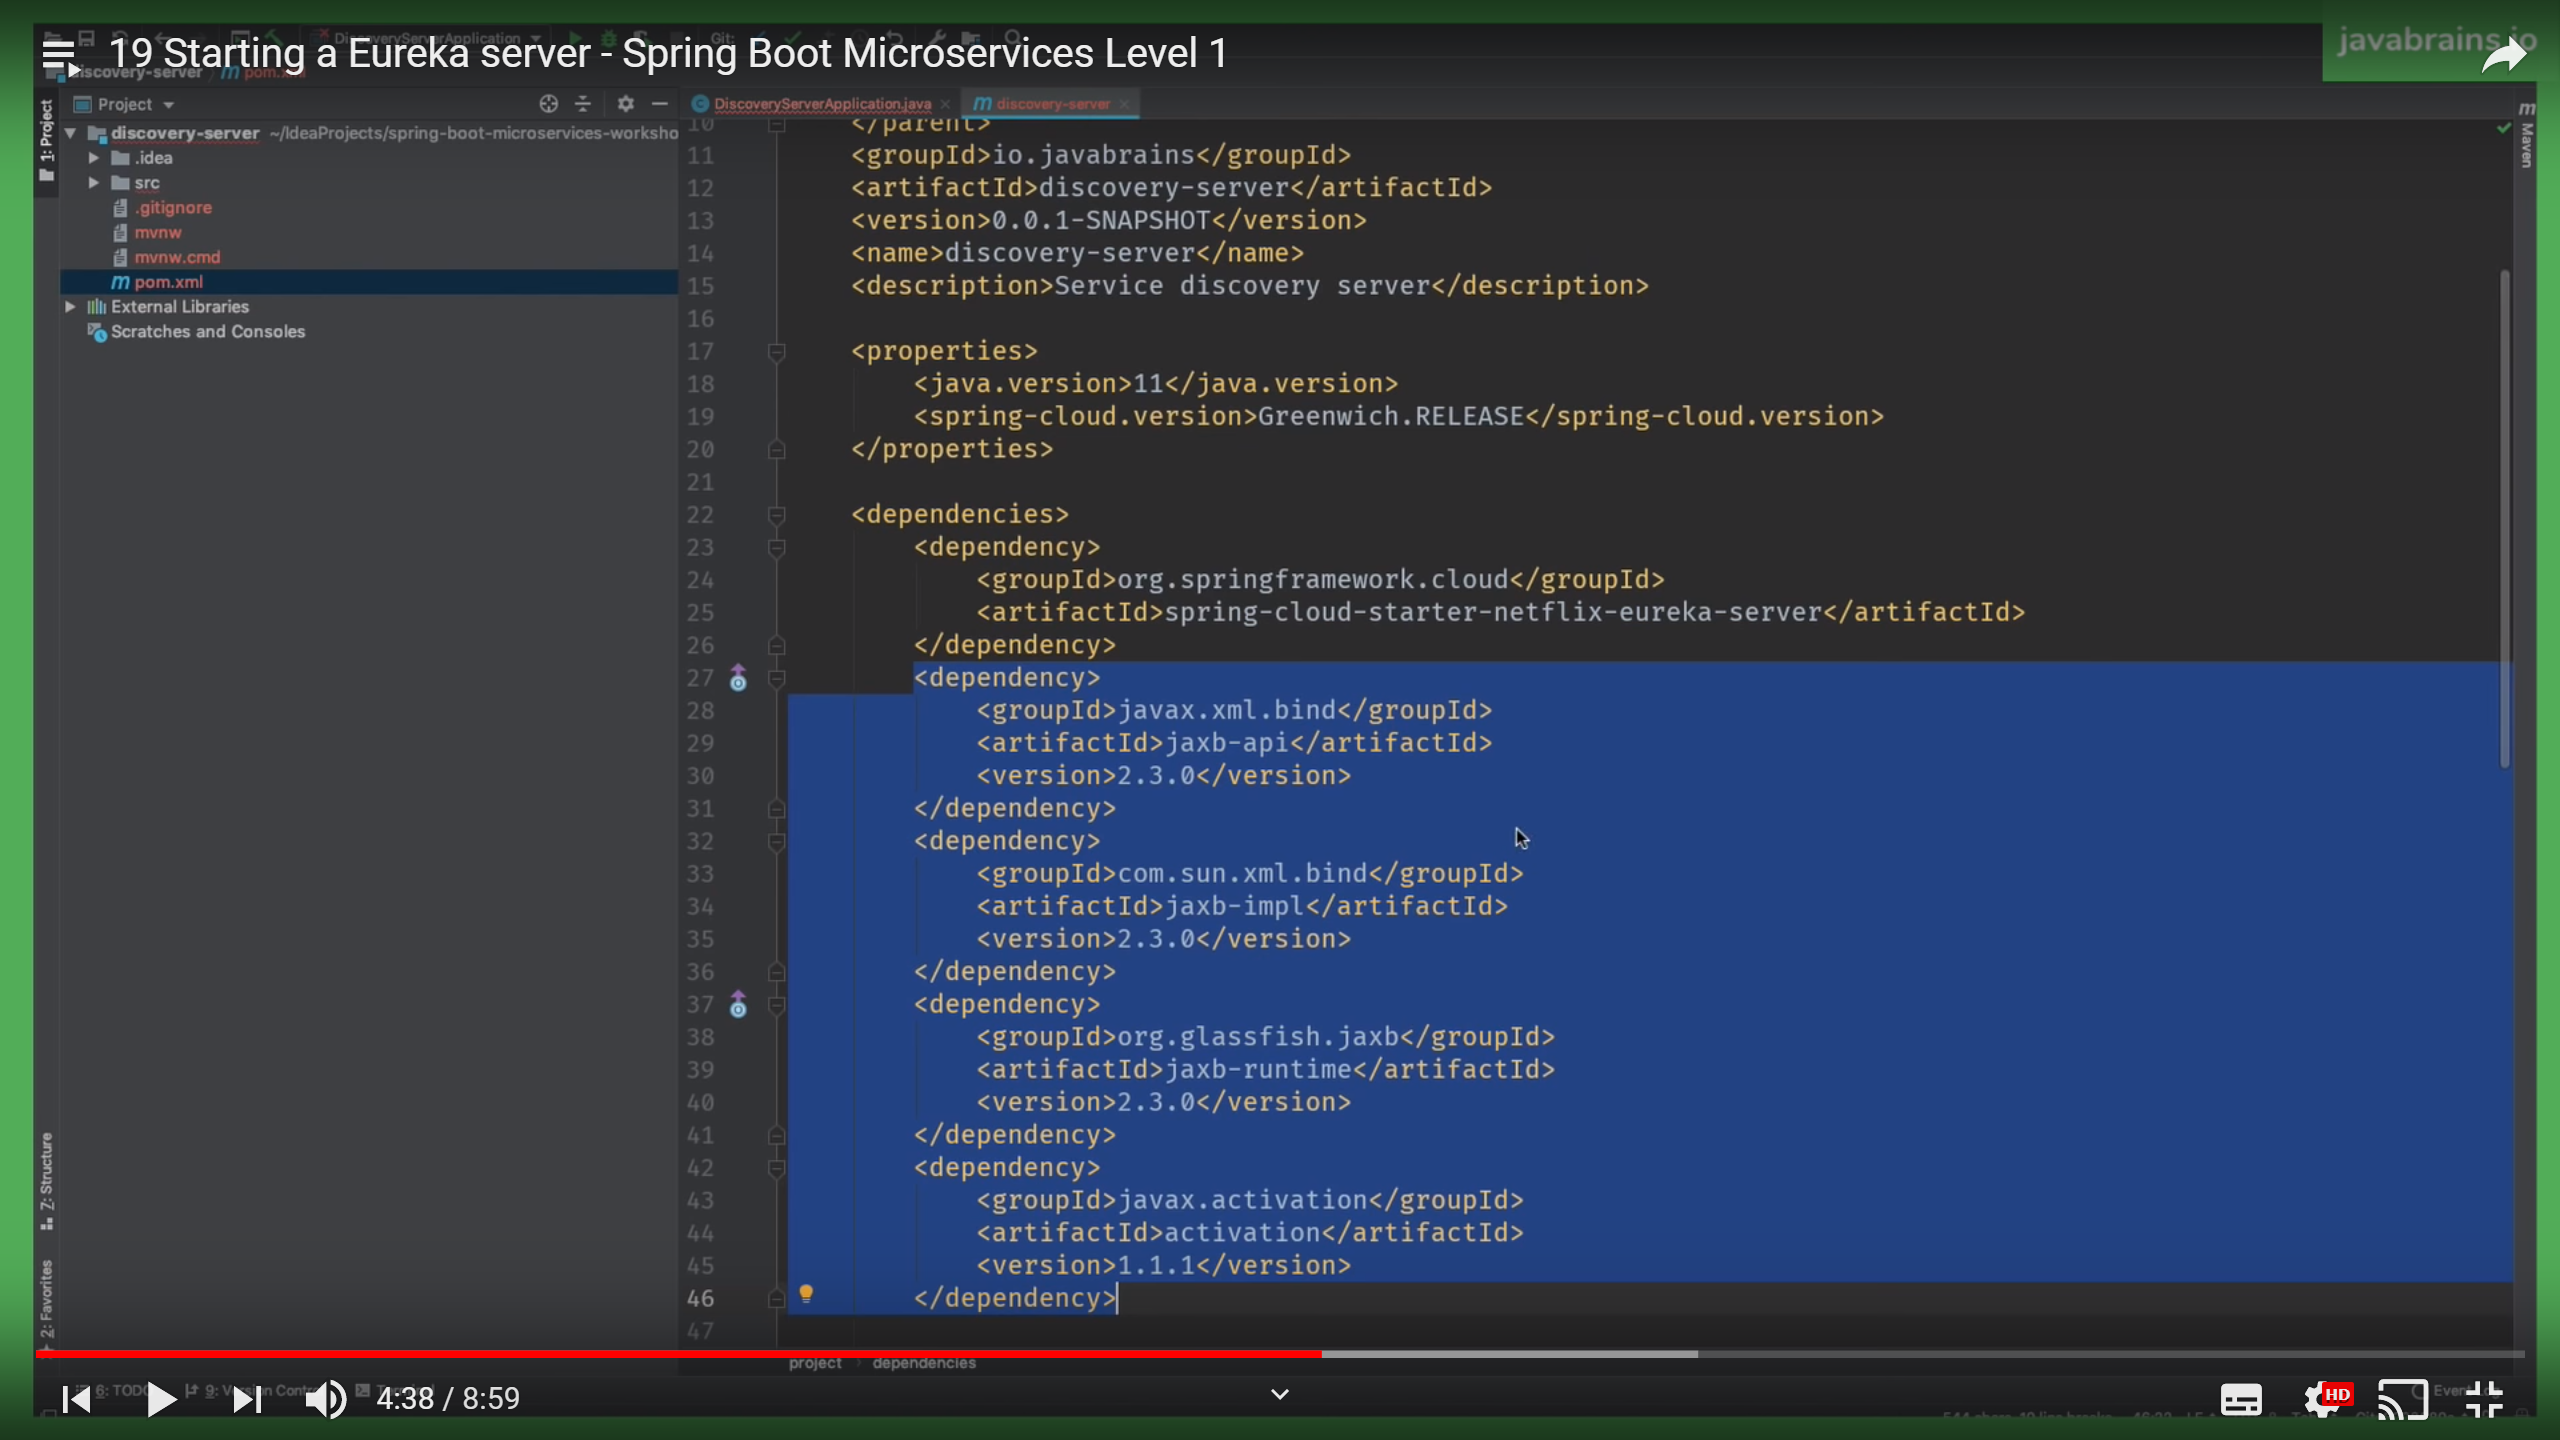 19 Starting a Eureka server - Spring Boot Microservices Level 1
javabrains.io
DiscoveryServerApplication
Git:
discovery-server
pom.xml
1: Project
Project
DiscoveryServerApplication.java
discovery-server
Maven
discovery-server ~/IdeaProjects/spring-boot-microservices-worksho
.idea
src
.gitignore
mvnw
mvnw.cmd
pom.xml
External Libraries
Scratches and Consoles
10 </parent>
11 <groupId>io.javabrains</groupId>
12 <artifactId>discovery-server</artifactId>
13 <version>0.0.1-SNAPSHOT</version>
14 <name>discovery-server</name>
15 <description>Service discovery server</description>
16
17 <properties>
18 <java.version>11</java.version>
19 <spring-cloud.version>Greenwich.RELEASE</spring-cloud.version>
20 </properties>
21
22 <dependencies>
23 <dependency>
24 <groupId>org.springframework.cloud</groupId>
25 <artifactId>spring-cloud-starter-netflix-eureka-server</artifactId>
26 </dependency>
27 <dependency>
28 <groupId>javax.xml.bind</groupId>
29 <artifactId>jaxb-api</artifactId>
30 <version>2.3.0</version>
31 </dependency>
32 <dependency>
33 <groupId>com.sun.xml.bind</groupId>
34 <artifactId>jaxb-impl</artifactId>
35 <version>2.3.0</version>
36 </dependency>
37 <dependency>
38 <groupId>org.glassfish.jaxb</groupId>
39 <artifactId>jaxb-runtime</artifactId>
40 <version>2.3.0</version>
41 </dependency>
42 <dependency>
43 <groupId>javax.activation</groupId>
44 <artifactId>activation</artifactId>
45 <version>1.1.1</version>
46 </dependency>
47
Z: Structure
2: Favorites
project
dependencies
6: TODO
4:38 / 8:59
HD